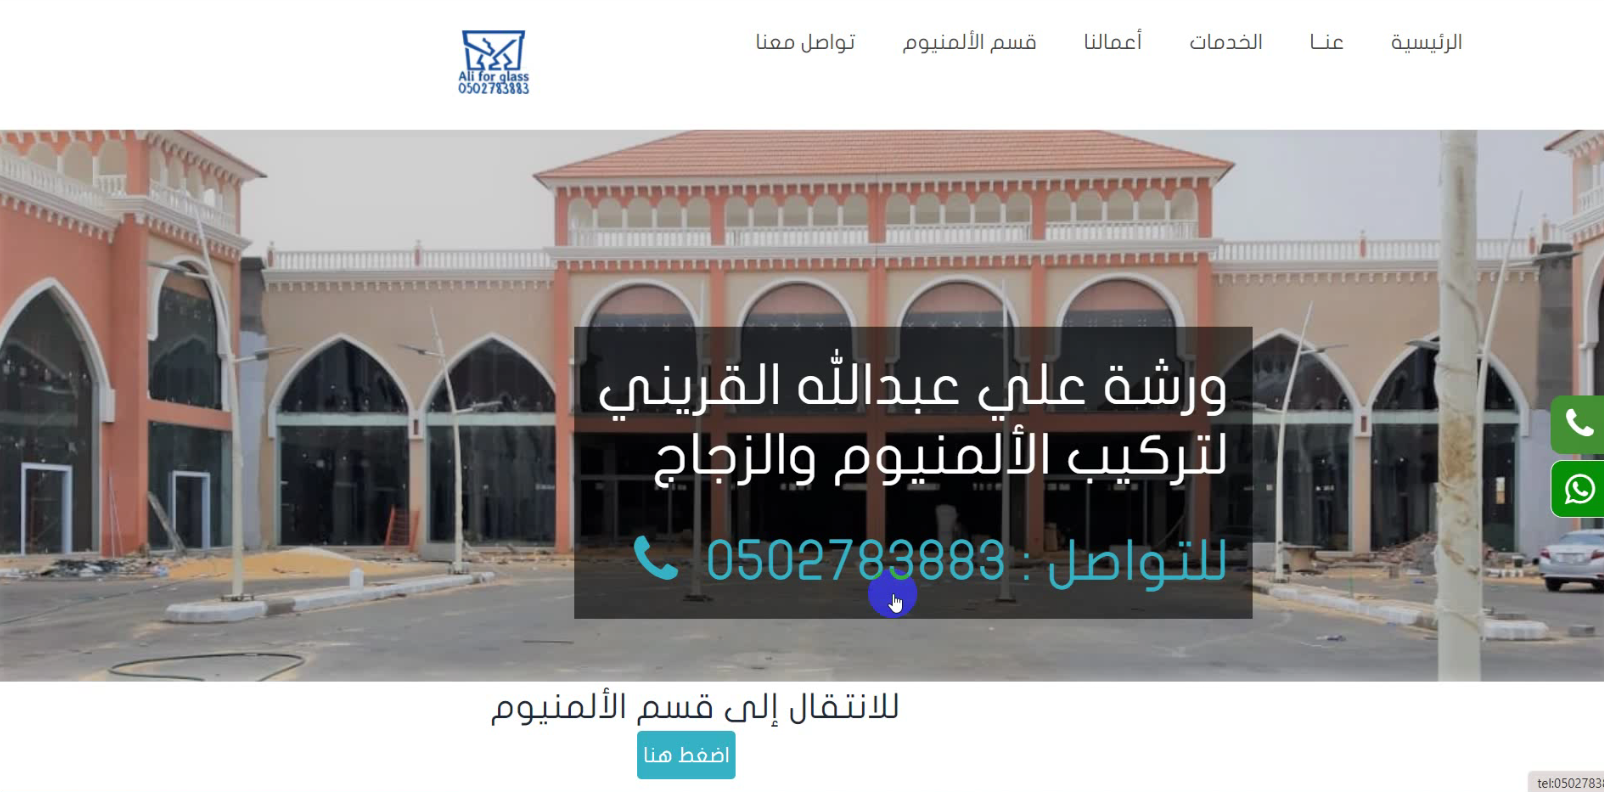 الرئيسية
عنــا
الخدمات
أعمالنا
قسم الألمنيوم
تواصل معنا
Ali for glass
0502783883
ورشة علي عبدالله القريني
لتركيب الألمنيوم والزجاج
للتواصل : 0502783883
للانتقال إلى قسم الألمنيوم
اضغط هنا
tel:0502783